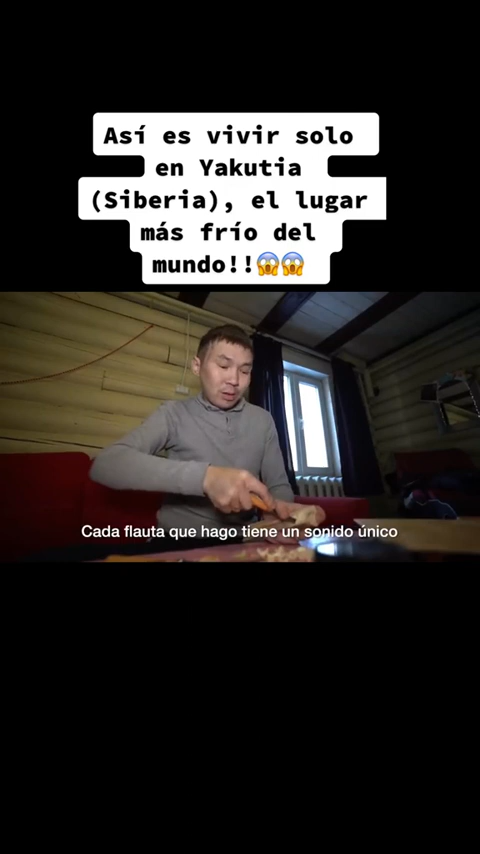 Así es vivir solo
en Yakutia
(Siberia), el lugar
más frío del
mundo!!😱😱
Cada flauta que hago tiene un sonido único